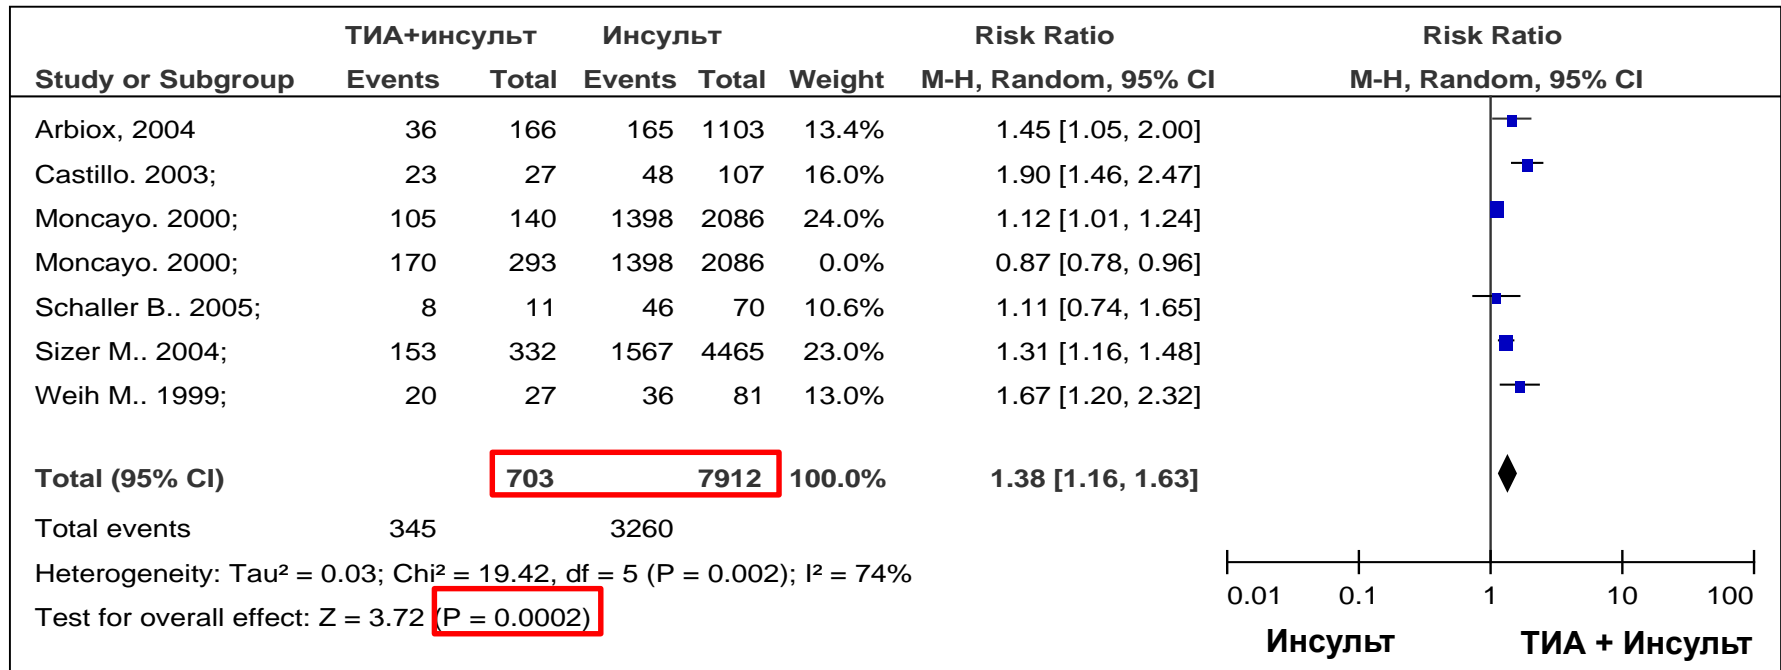 ТИА+инсульт Инсульт Risk Ratio Risk Ratio
Study or Subgroup Events Total Events Total Weight M-H, Random, 95% CI M-H, Random, 95% CI
Arbiox, 2004 36 166 165 1103 13.4% 1.45 [1.05, 2.00]
Castillo. 2003; 23 27 48 107 16.0% 1.90 [1.46, 2.47]
Moncayo. 2000; 105 140 1398 2086 24.0% 1.12 [1.01, 1.24]
Moncayo. 2000; 170 293 1398 2086 0.0% 0.87 [0.78, 0.96]
Schaller B.. 2005; 8 11 46 70 10.6% 1.11 [0.74, 1.65]
Sizer M.. 2004; 153 332 1567 4465 23.0% 1.31 [1.16, 1.48]
Weih M.. 1999; 20 27 36 81 13.0% 1.67 [1.20, 2.32]
Total (95% CI) 703 7912 100.0% 1.38 [1.16, 1.63]
Total events 345 3260
Heterogeneity: Tau² = 0.03; Chi² = 19.42, df = 5 (P = 0.002); I² = 74%
Test for overall effect: Z = 3.72 (P = 0.0002)
0.01 0.1 1 10 100
Инсульт ТИА + Инсульт